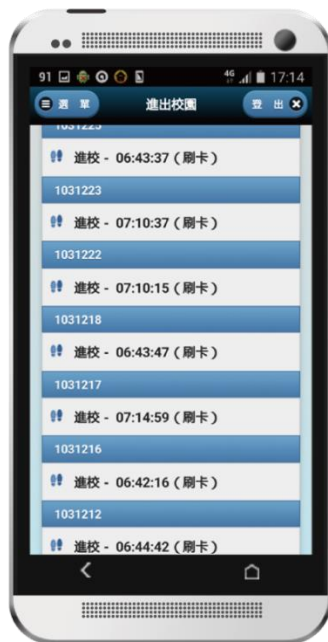 91 4G 17:14
選 單 進出校園 登 出
1031225
進校 - 06:43:37 ( 刷卡 )
1031223
進校 - 07:10:37 ( 刷卡 )
1031222
進校 - 07:10:15 ( 刷卡 )
1031218
進校 - 06:43:47 ( 刷卡 )
1031217
進校 - 07:14:59 ( 刷卡 )
1031216
進校 - 06:42:16 ( 刷卡 )
1031212
進校 - 06:44:42 ( 刷卡 )